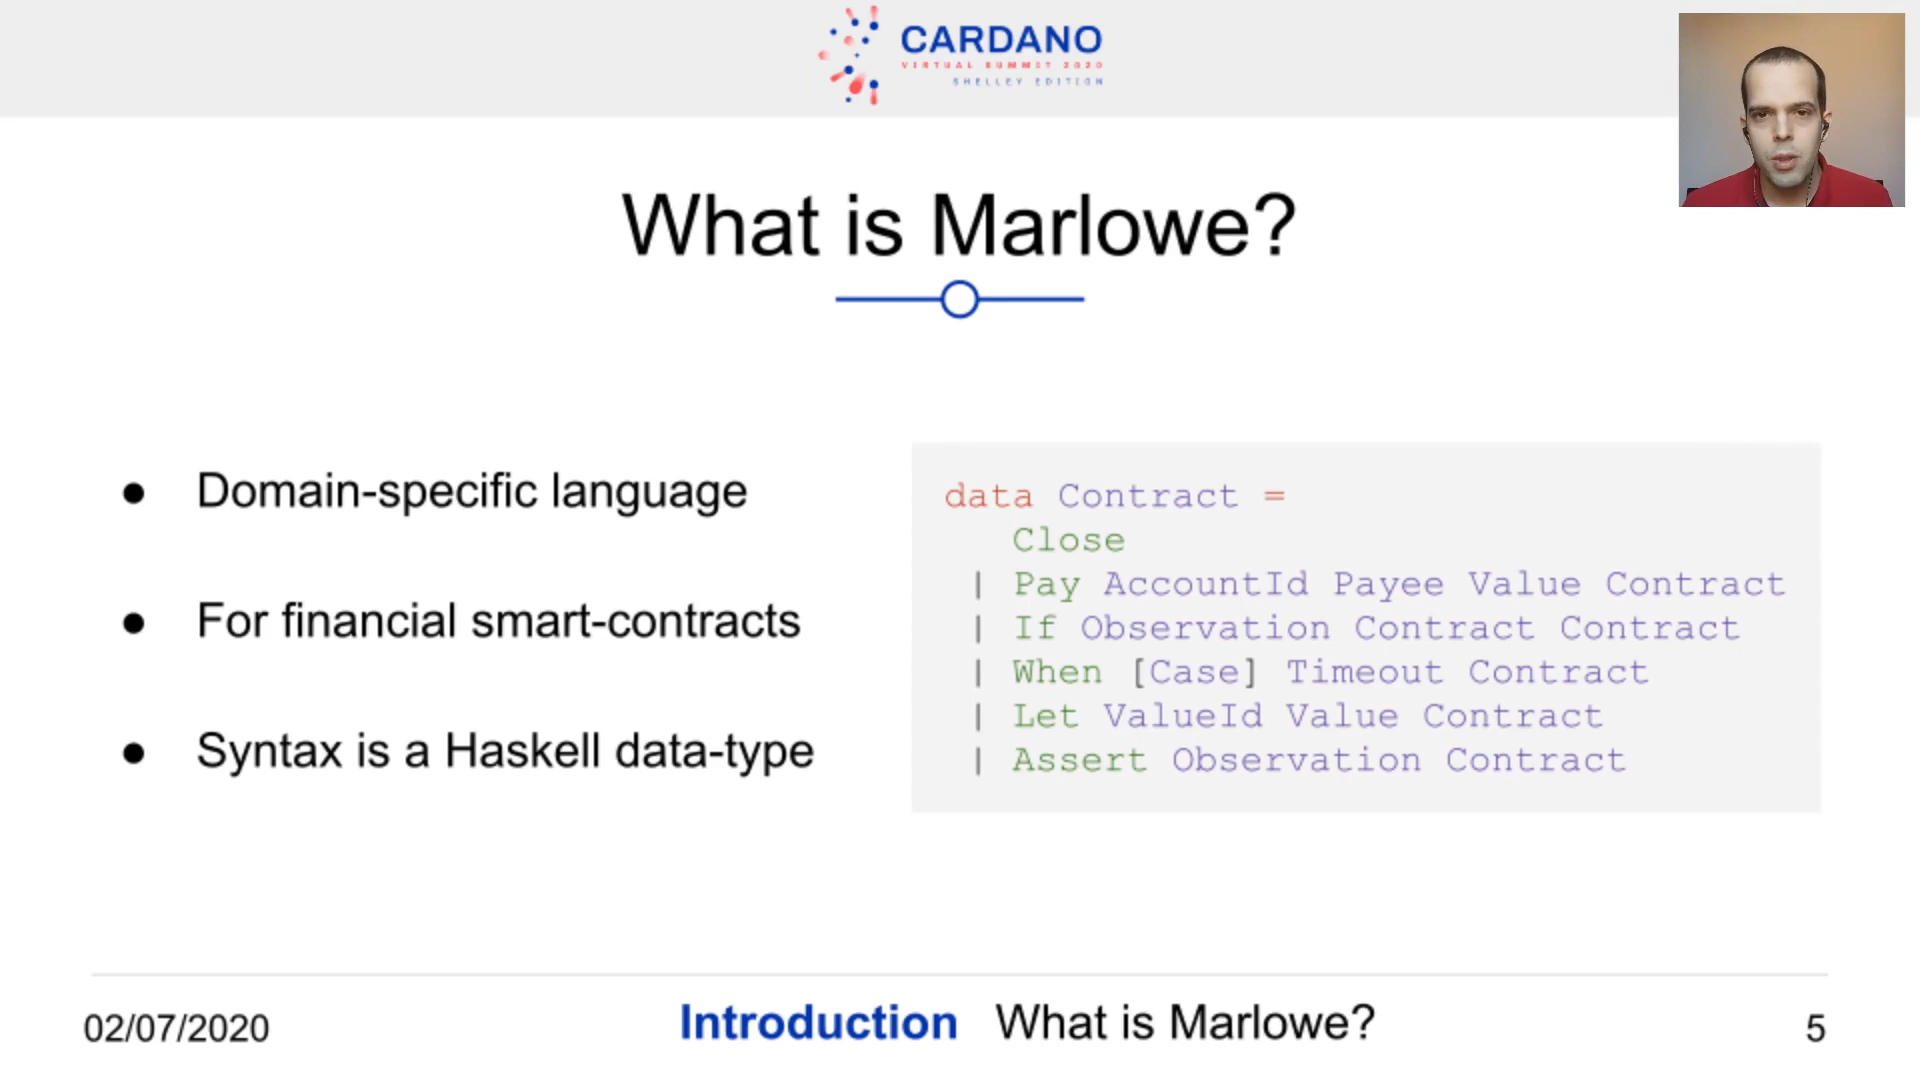 CARDANO
VIRTUAL SUMMIT 2020
SHELLEY EDITION
What is Marlowe?
● Domain-specific language
● For financial smart-contracts
● Syntax is a Haskell data-type
data Contract =
Close
| Pay AccountId Payee Value Contract
| If Observation Contract Contract
| When [Case] Timeout Contract
| Let ValueId Value Contract
| Assert Observation Contract
02/07/2020
Introduction What is Marlowe?
5